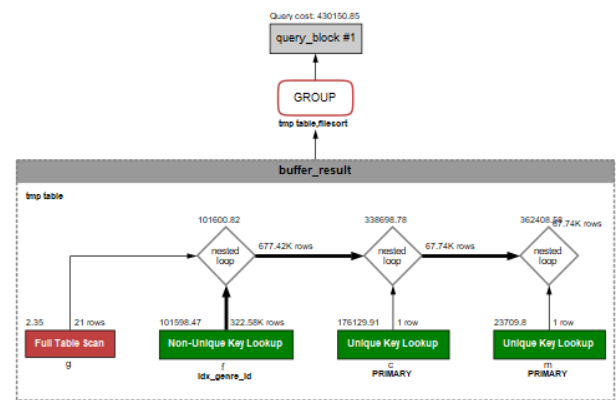 Query cost: 430150.85
query_block #1
GROUP
tmp table,filesort
buffer_result
tmp table
101600.82
338698.78
362408.58
67.74K rows
nested
loop
677.42K rows
nested
loop
67.74K rows
nested
loop
2.35
21 rows
101598.47
322.58K rows
176129.91
1 row
23709.8
1 row
Full Table Scan
Non-Unique Key Lookup
Unique Key Lookup
Unique Key Lookup
g
f
c
m
idx_genre_id
PRIMARY
PRIMARY